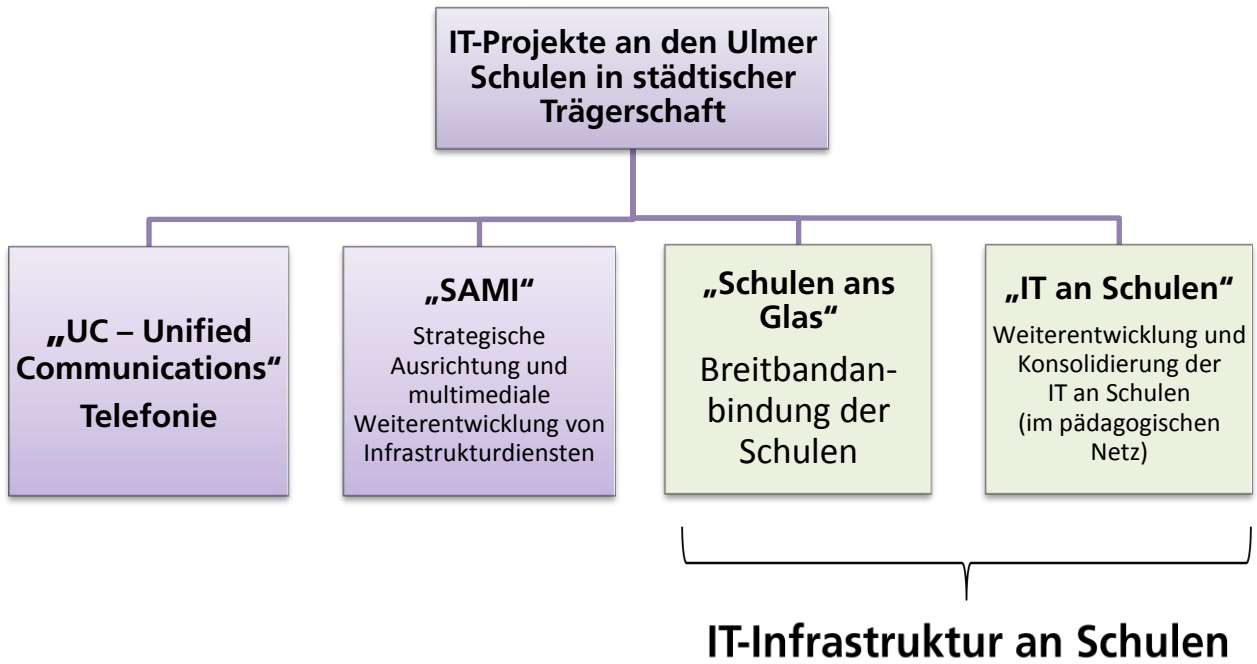 IT-Projekte an den Ulmer
Schulen in städtischer
Trägerschaft
„UC – Unified
Communications“
Telefonie
„SAMI“
Strategische
Ausrichtung und
multimediale
Weiterentwicklung von
Infrastrukturdiensten
„Schulen ans
Glas“
Breitbandan-
bindung der
Schulen
„IT an Schulen“
Weiterentwicklung und
Konsolidierung der
IT an Schulen
(im pädagogischen
Netz)
IT-Infrastruktur an Schulen